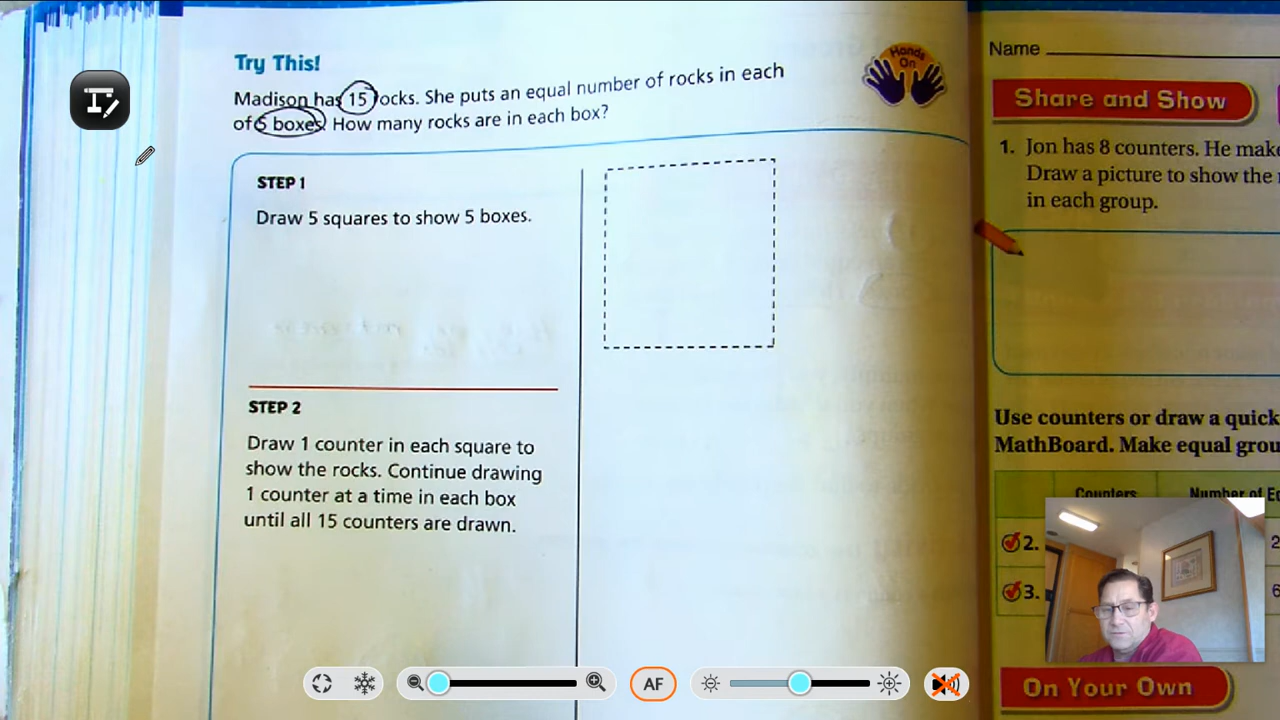 Try This!
Hands
On
Madison has 15 rocks. She puts an equal number of rocks in each
of 5 boxes. How many rocks are in each box?
STEP 1
Draw 5 squares to show 5 boxes.
STEP 2
Draw 1 counter in each square to
show the rocks. Continue drawing
1 counter at a time in each box
until all 15 counters are drawn.
Name
Share and Show
1. Jon has 8 counters. He
Draw a picture to show the
in each group.
Use counters or draw a quick
MathBoard. Make equal
Counters
Number of
2.
3.
On Your Own
AF